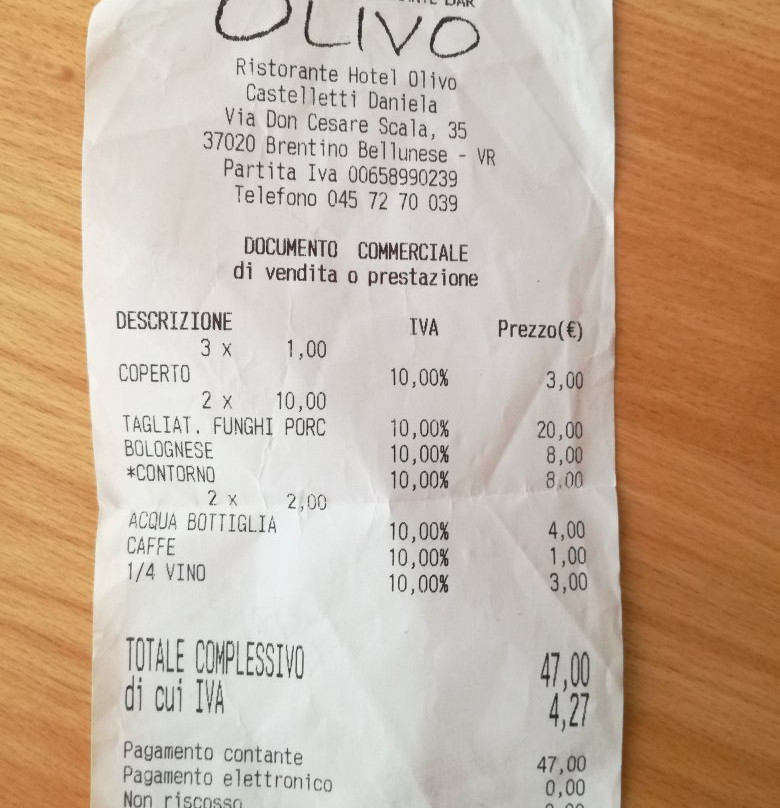 BAR
OLIVO
Ristorante Hotel Olivo
Castelletti Daniela
Via Don Cesare Scala, 35
37020 Brentino Bellunese - VR
Partita Iva 00658990239
Telefono 045 72 70 039
DOCUMENTO COMMERCIALE
di vendita o prestazione
DESCRIZIONE IVA Prezzo(€)
3 x 1,00
COPERTO 10,00% 3,00
2 x 10,00
TAGLIAT. FUNGHI PORC 10,00% 20,00
BOLOGNESE 10,00% 8,00
*CONTORNO 10,00% 8,00
2 x 2,00
ACQUA BOTTIGLIA 10,00% 4,00
CAFFE 10,00% 1,00
1/4 VINO 10,00% 3,00
TOTALE COMPLESSIVO 47,00
di cui IVA 4,27
Pagamento contante 47,00
Pagamento elettronico 0,00
Non riscosso